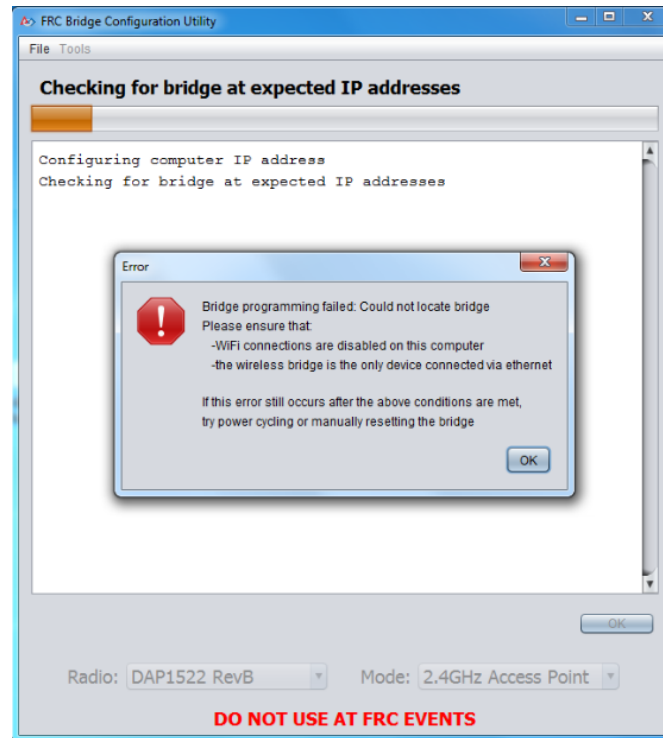 FRC Bridge Configuration Utility
File Tools
Checking for bridge at expected IP addresses
Configuring computer IP address
Checking for bridge at expected IP addresses
Error
Bridge programming failed: Could not locate bridge
Please ensure that:
-WiFi connections are disabled on this computer
-the wireless bridge is the only device connected via ethernet
If this error still occurs after the above conditions are met,
try power cycling or manually resetting the bridge
OK
OK
Radio: DAP1522 RevB Mode: 2.4GHz Access Point
DO NOT USE AT FRC EVENTS